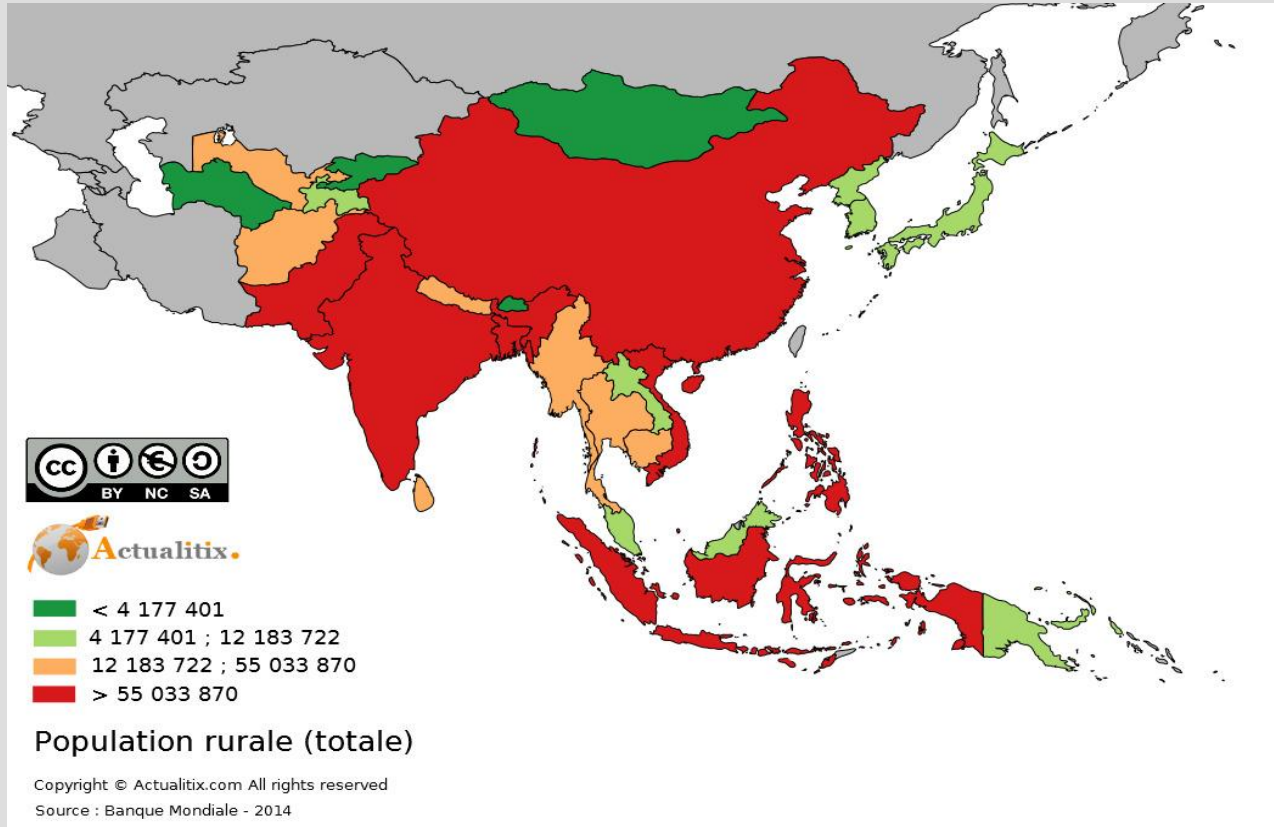 cc
BY NC SA
Actualitix.
< 4 177 401
4 177 401 ; 12 183 722
12 183 722 ; 55 033 870
> 55 033 870
Population rurale (totale)
Copyright © Actualitix.com All rights reserved
Source : Banque Mondiale - 2014